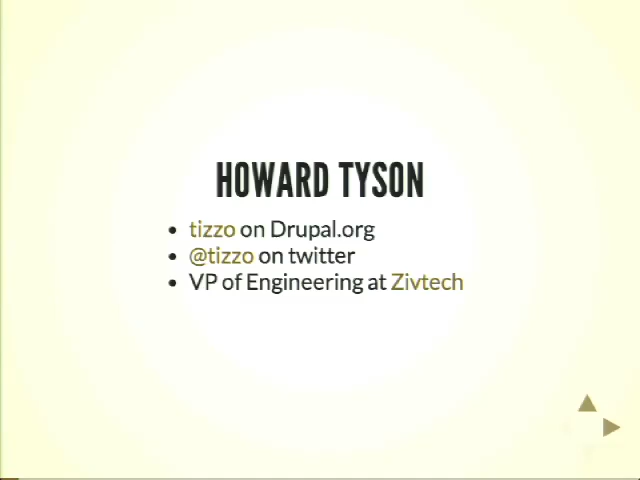 HOWARD TYSON
tizzo on Drupal.org
@tizzo on twitter
VP of Engineering at Zivtech